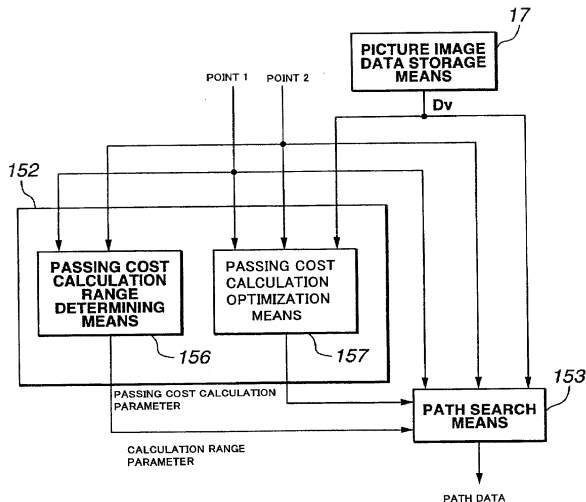 17
PICTURE IMAGE
DATA STORAGE
MEANS
POINT 1
POINT 2
Dv
152
PASSING COST
CALCULATION
RANGE
DETERMINING
MEANS
PASSING COST
CALCULATION
OPTIMIZATION
MEANS
156
157
153
PASSING COST CALCULATION
PARAMETER
PATH SEARCH
MEANS
CALCULATION RANGE
PARAMETER
PATH DATA